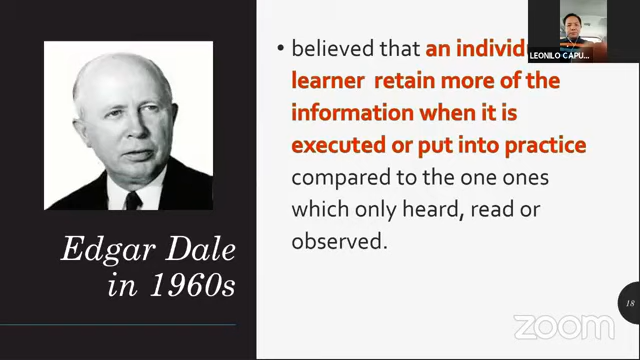 • believed that an individ
LEONILO CAPU...
learner retain more of the
information when it is
executed or put into practice
compared to the one ones
which only heard, read or
observed.
Edgar Dale
in 1960s
18
zoom